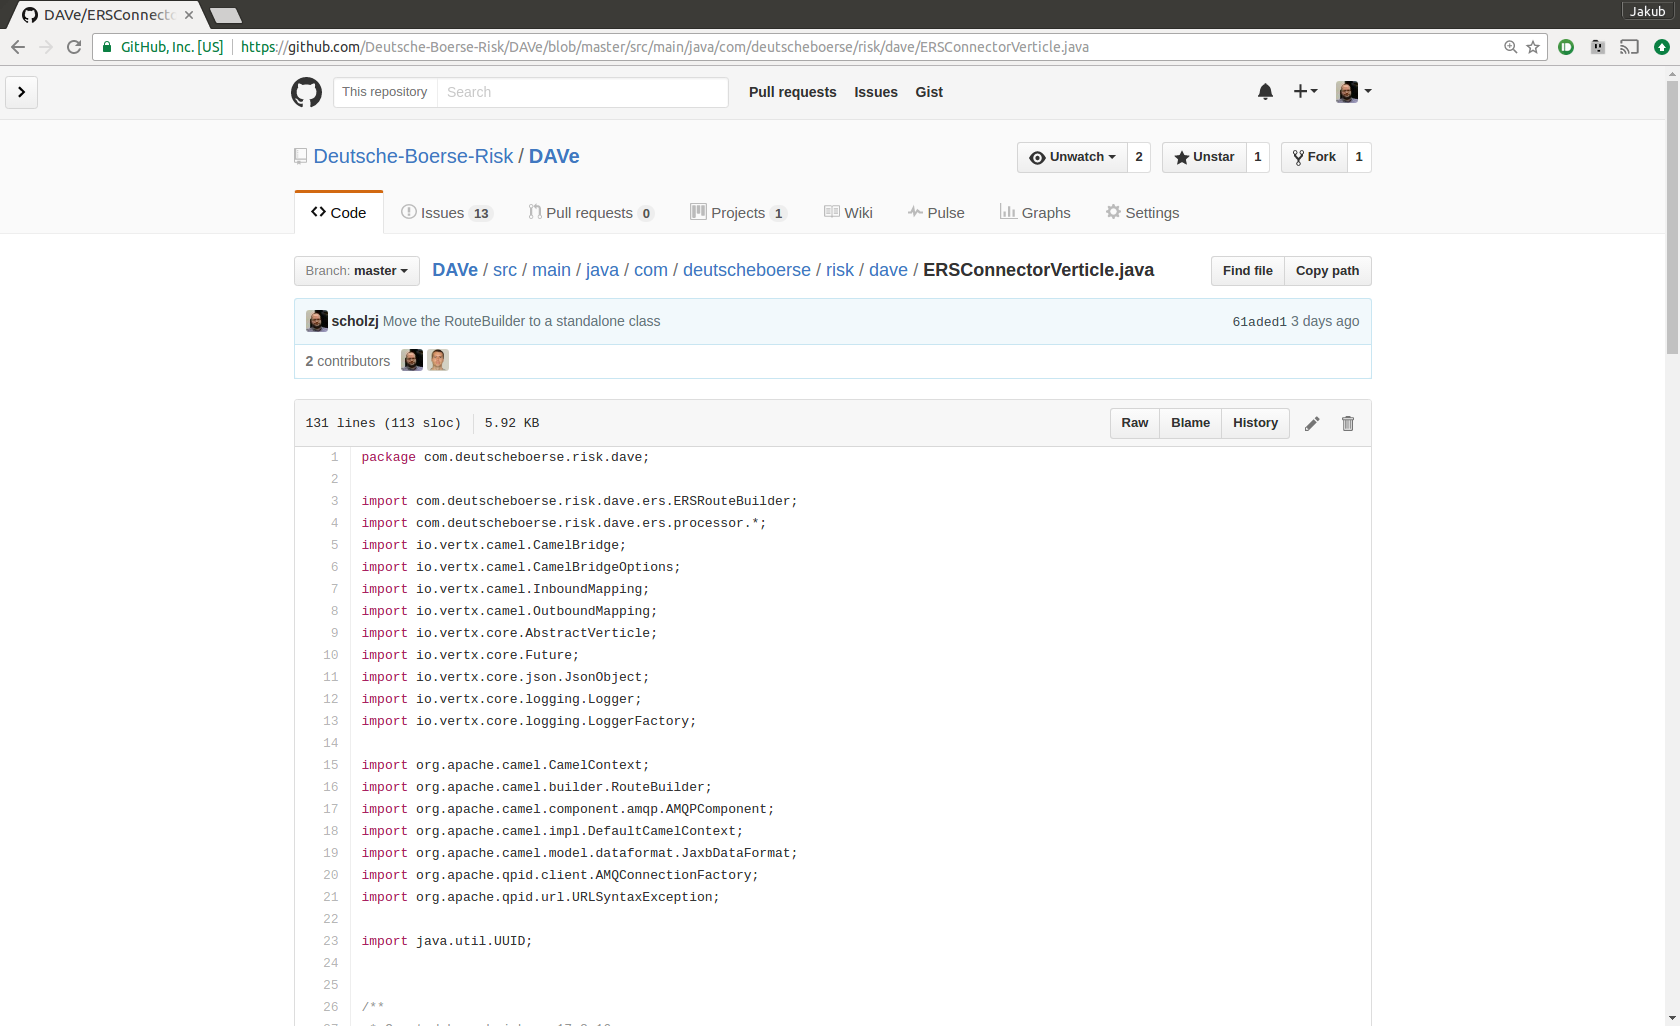 DAVe/ERSConnecto
Jakub
GitHub, Inc. [US] https://github.com/Deutsche-Boerse-Risk/DAVe/blob/master/src/main/java/com/deutscheboerse/risk/dave/ERSConnectorVerticle.java
This repository Search Pull requests Issues Gist
Deutsche-Boerse-Risk / DAVe Unwatch 2 Unstar 1 Fork 1
Code Issues 13 Pull requests 0 Projects 1 Wiki Pulse Graphs Settings
Branch: master DAVe / src / main / java / com / deutscheboerse / risk / dave / ERSConnectorVerticle.java Find file Copy path
scholzj Move the RouteBuilder to a standalone class 61aded1 3 days ago
2 contributors
131 lines (113 sloc) 5.92 KB Raw Blame History
1 package com.deutscheboerse.risk.dave;
2
3 import com.deutscheboerse.risk.dave.ers.ERSRouteBuilder;
4 import com.deutscheboerse.risk.dave.ers.processor.*;
5 import io.vertx.camel.CamelBridge;
6 import io.vertx.camel.CamelBridgeOptions;
7 import io.vertx.camel.InboundMapping;
8 import io.vertx.camel.OutboundMapping;
9 import io.vertx.core.AbstractVerticle;
10 import io.vertx.core.Future;
11 import io.vertx.core.json.JsonObject;
12 import io.vertx.core.logging.Logger;
13 import io.vertx.core.logging.LoggerFactory;
14
15 import org.apache.camel.CamelContext;
16 import org.apache.camel.builder.RouteBuilder;
17 import org.apache.camel.component.amqp.AMQPComponent;
18 import org.apache.camel.impl.DefaultCamelContext;
19 import org.apache.camel.model.dataformat.JaxbDataFormat;
20 import org.apache.qpid.client.AMQConnectionFactory;
21 import org.apache.qpid.url.URLSyntaxException;
22
23 import java.util.UUID;
24
25
26 /**